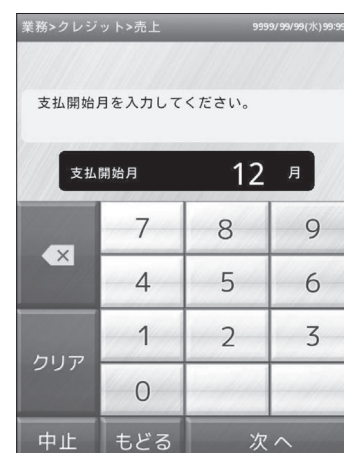 業務>クレジット>売上 9999/99/99(水)99:99
支払開始月を入力してください。
支払開始月 12 月
7 8 9
4 5 6
クリア 1 2 3
0
中止 もどる 次へ